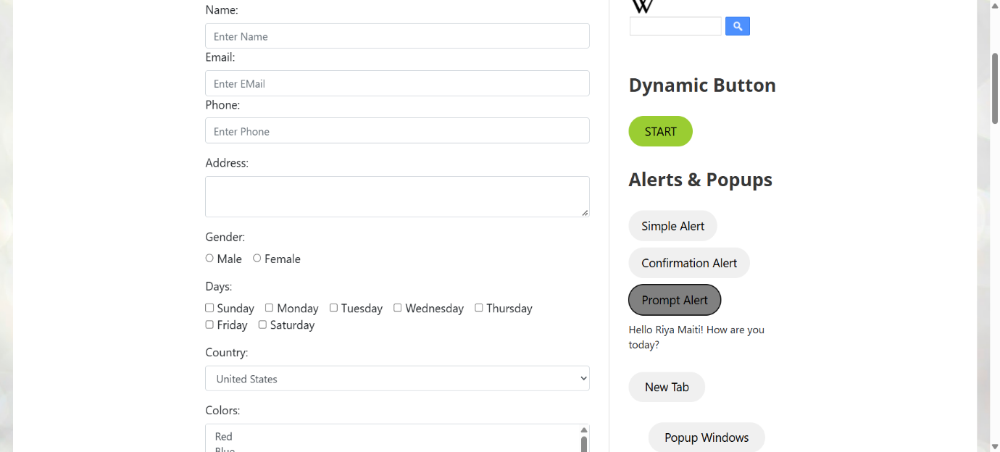 Name:
Enter Name
Email:
Enter EMail
Phone:
Enter Phone
Address:
Gender:
Male Female
Days:
Sunday Monday Tuesday Wednesday Thursday
Friday Saturday
Country:
United States
Colors:
Red
Blue
W
Dynamic Button
START
Alerts & Popups
Simple Alert
Confirmation Alert
Prompt Alert
Hello Riya Maiti! How are you
today?
New Tab
Popup Windows